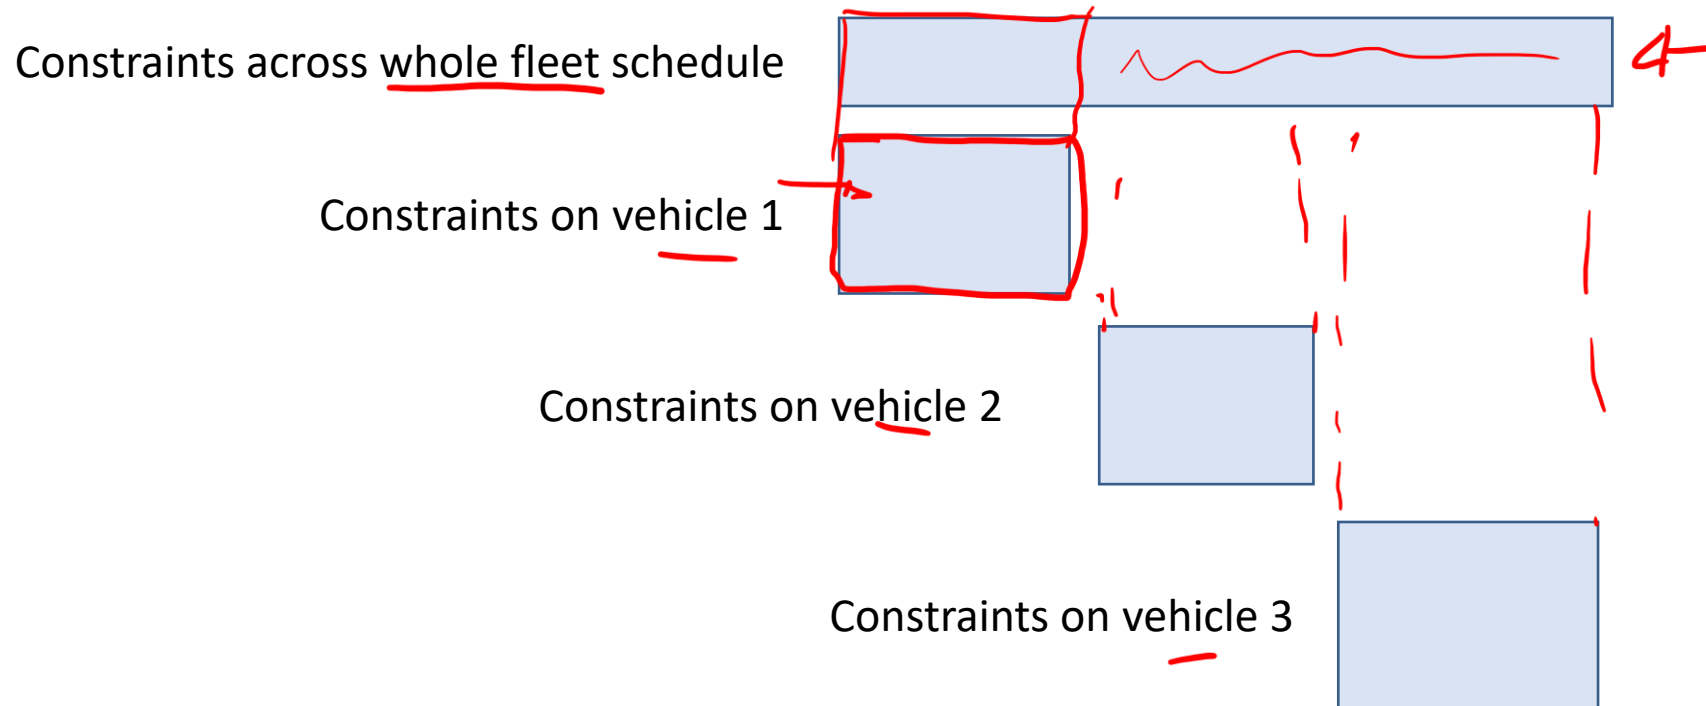 Constraints across whole fleet schedule
Constraints on vehicle 1
Constraints on vehicle 2
Constraints on vehicle 3